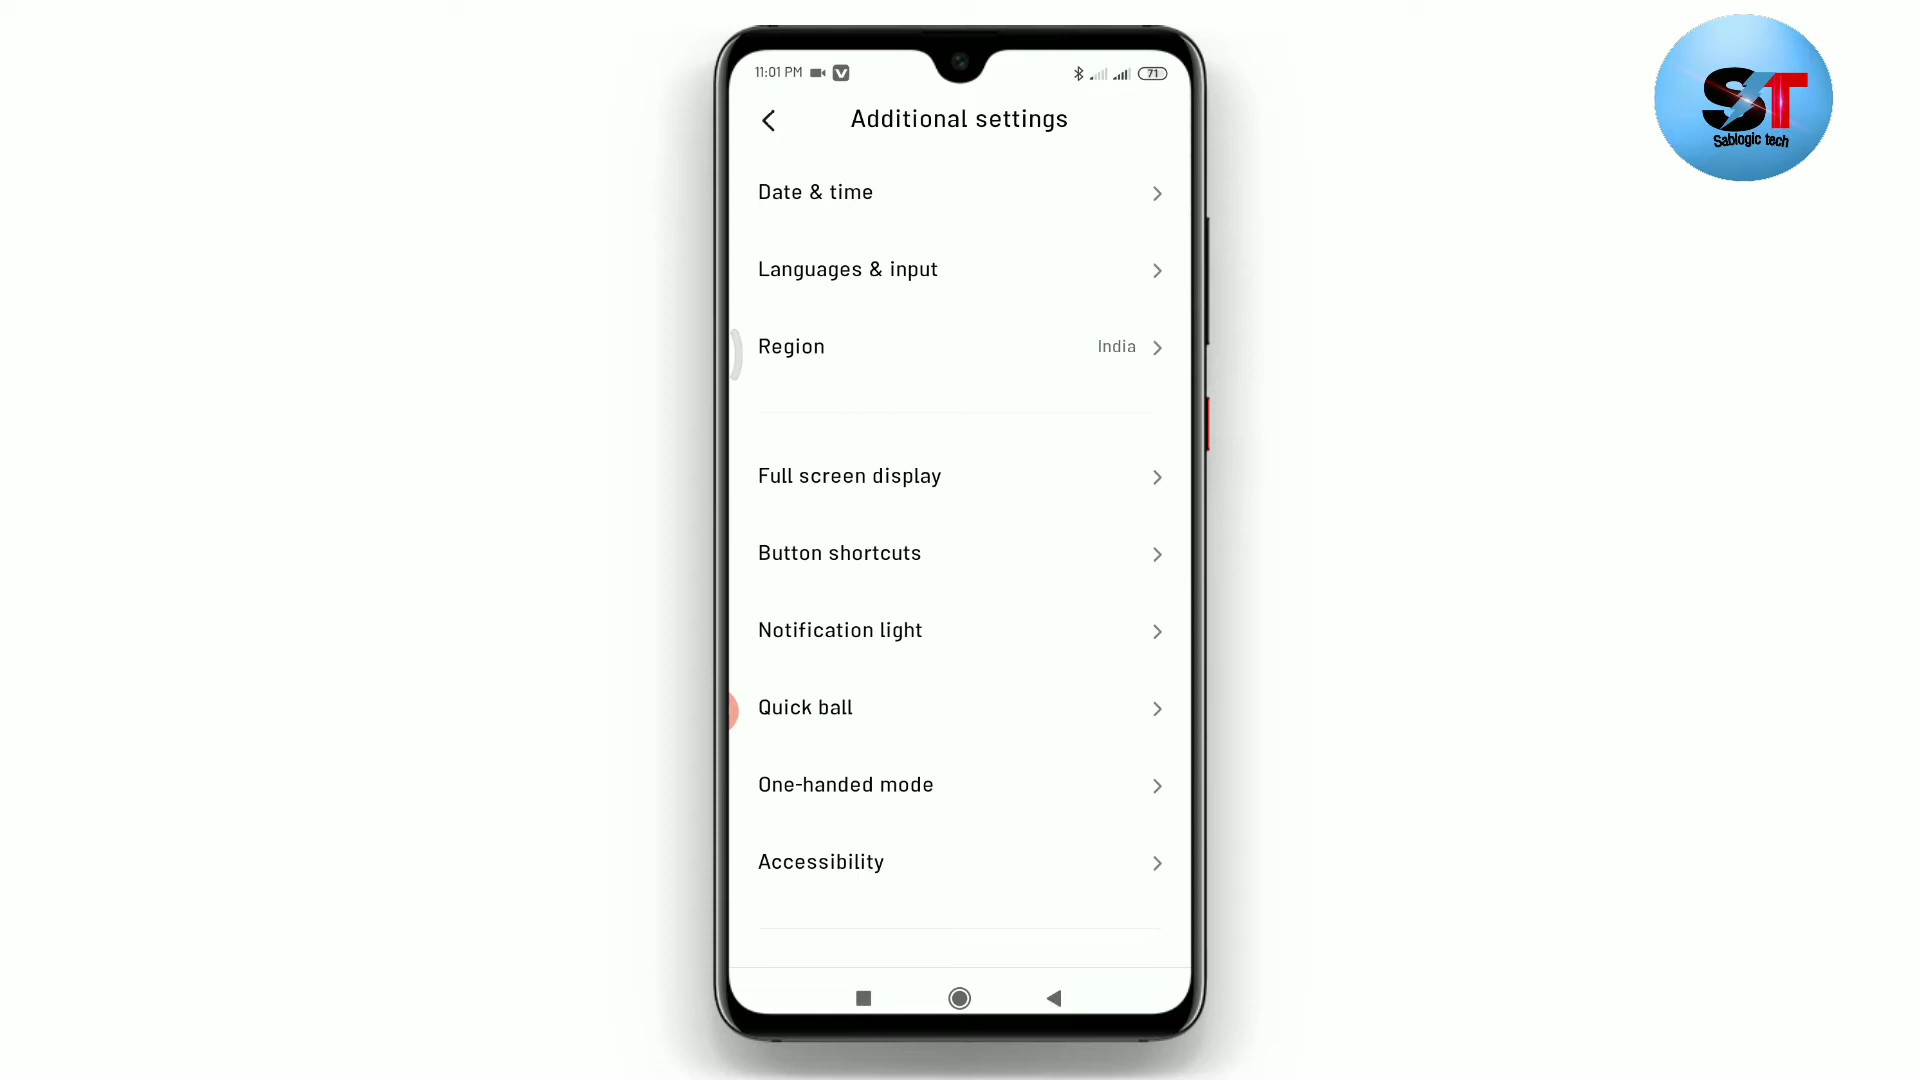 11:01 PM
71
Additional settings
Date & time
Languages & input
Region
India
Full screen display
Button shortcuts
Notification light
Quick ball
One-handed mode
Accessibility
ST
Sablogic tech